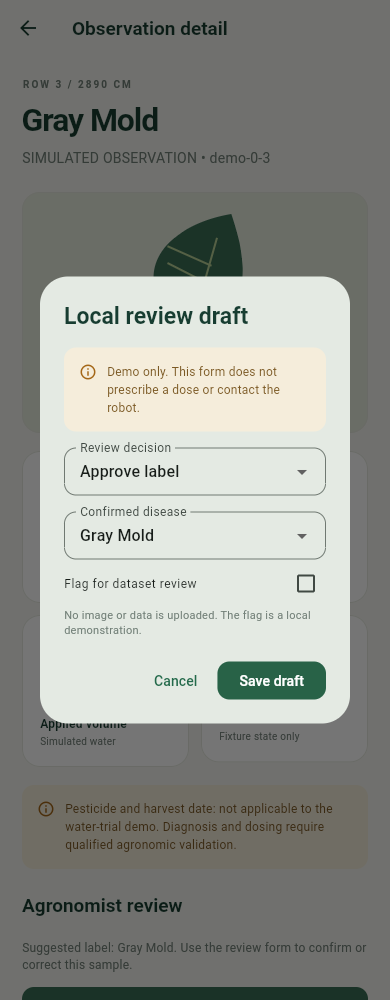 Observation detail
ROW 3 / 2890 CM
Gray Mold
SIMULATED OBSERVATION • demo-0-3
Local review draft
Demo only. This form does not
prescribe a dose or contact the
robot.
Review decision
Approve label
Confirmed disease
Gray Mold
Flag for dataset review
No image or data is uploaded. The flag is a local
demonstration.
Cancel
Save draft
Applied volume
Simulated water
Fixture state only
Pesticide and harvest date: not applicable to the
water-trial demo. Diagnosis and dosing require
qualified agronomic validation.
Agronomist review
Suggested label: Gray Mold. Use the review form to confirm or
correct this sample.